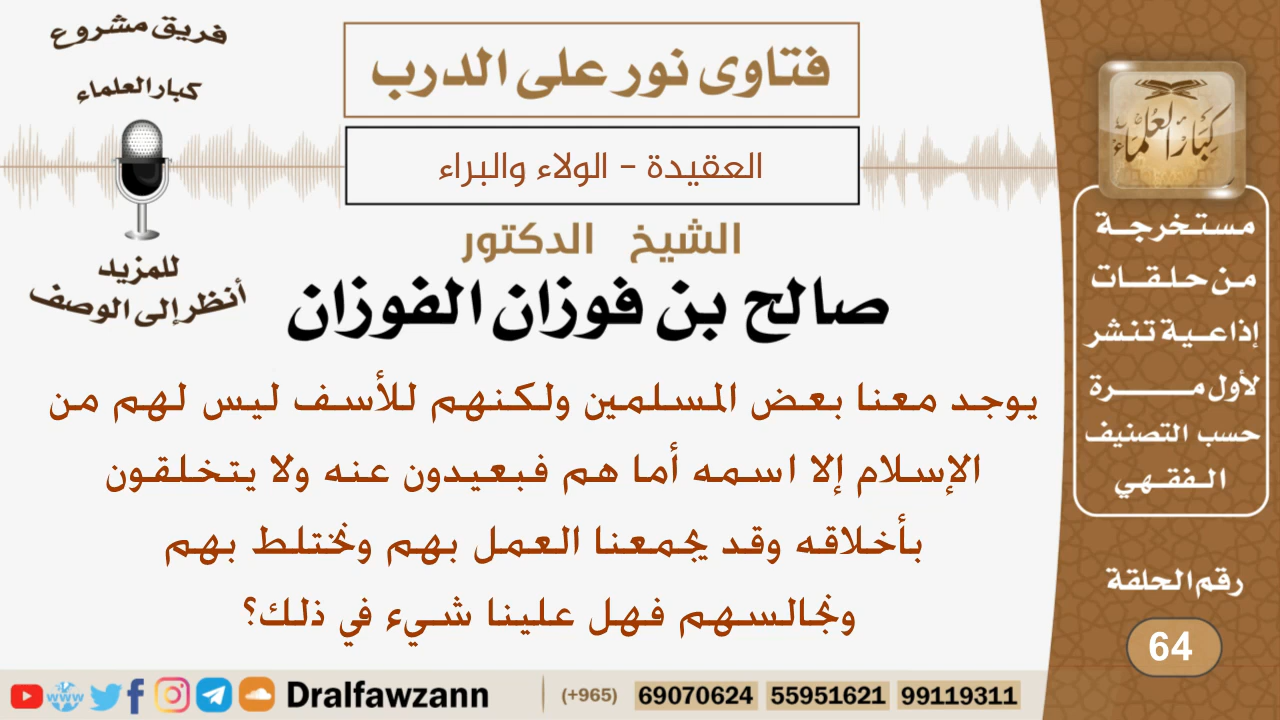 فريق مشروع
كبار العلماء
فتاوى نور على الدرب
العقيدة - الولاء والبراء
الشيخ الدكتور
صالح بن فوزان الفوزان
للمزيد
أنظر إلى الوصف
يوجد معنا بعض المسلمين ولكنهم للأسف ليس لهم من
الإسلام إلا اسمه أما هم فبعيدون عنه ولا يتخلقون
بأخلاقه وقد يجمعنا العمل بهم ونختلط بهم
ونجالسهم فهل علينا شيء في ذلك؟
كبار العلماء
مستخرجة
من حلقات
إذاعية تنشر
لأول مرة
حسب التصنيف
الفقهي
رقم الحلقة
64
www Dralfawzann (+965) 69070624 55951621 99119311